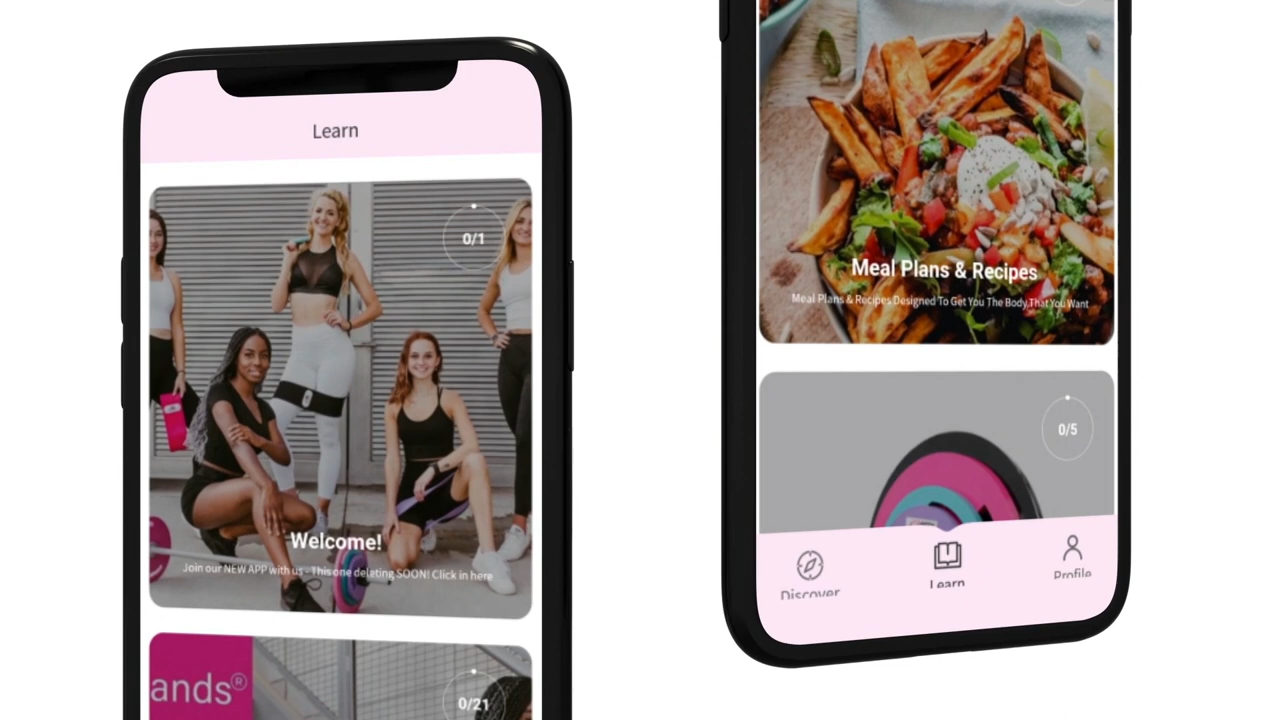 Learn
0/1
Welcome!
Join our NEW APP with us - This one deleting SOON! Click in here
ands®
0/21
Meal Plans & Recipes
Meal Plans & Recipes Designed To Get You The Body That You Want
0/5
Discover
Learn
Profile